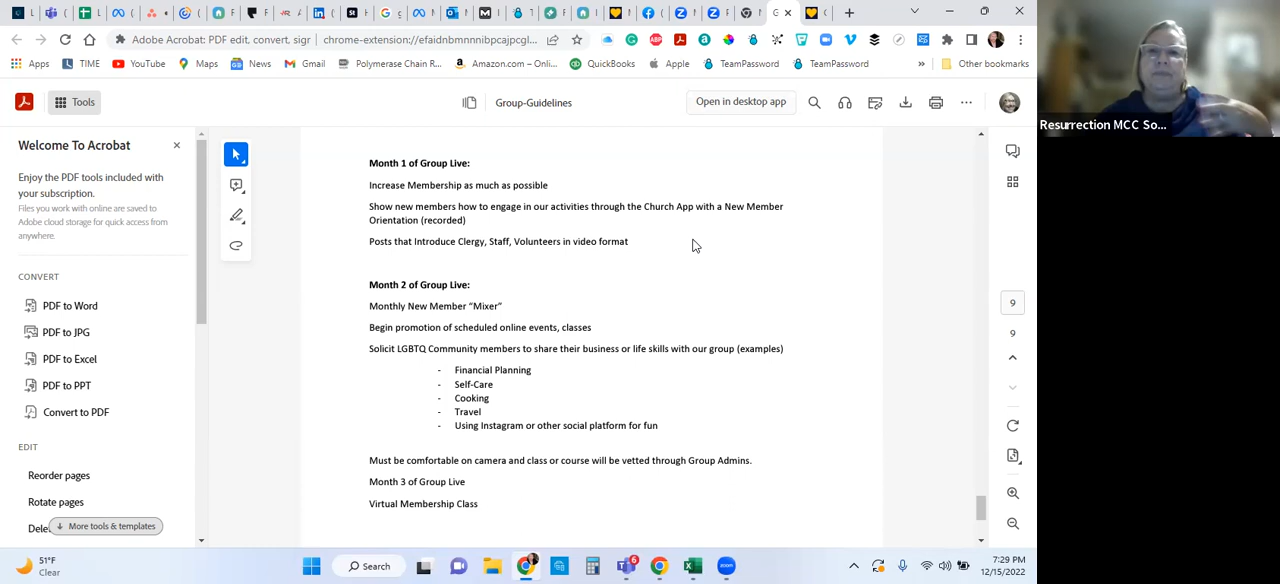 Adobe Acrobat: PDF edit, convert, sigr
chrome-extension://efaidnbmnnnibpcajpcgl...
Apps
TIME
YouTube
Maps
News
Gmail
Polymerase Chain R...
Amazon.com – Onli...
QuickBooks
Apple
TeamPassword
TeamPassword
»
Other bookmarks
Tools
Group-Guidelines
Open in desktop app
Resurrection MCC So...
Welcome To Acrobat
Enjoy the PDF tools included with
your subscription.
Files you work with online are saved to
Adobe cloud storage for quick access from
anywhere.
CONVERT
PDF to Word
PDF to JPG
PDF to Excel
PDF to PPT
Convert to PDF
EDIT
Reorder pages
Rotate pages
Dele
More tools & templates
Month 1 of Group Live:
Increase Membership as much as possible
Show new members how to engage in our activities through the Church App with a New Member
Orientation (recorded)
Posts that Introduce Clergy, Staff, Volunteers in video format
Month 2 of Group Live:
Monthly New Member “Mixer”
Begin promotion of scheduled online events, classes
Solicit LGBTQ Community members to share their business or life skills with our group (examples)
- Financial Planning
- Self-Care
- Cooking
- Travel
- Using Instagram or other social platform for fun
Must be comfortable on camera and class or course will be vetted through Group Admins.
Month 3 of Group Live
Virtual Membership Class
9
9
51°F
Clear
Search
6
7:29 PM
12/15/2022